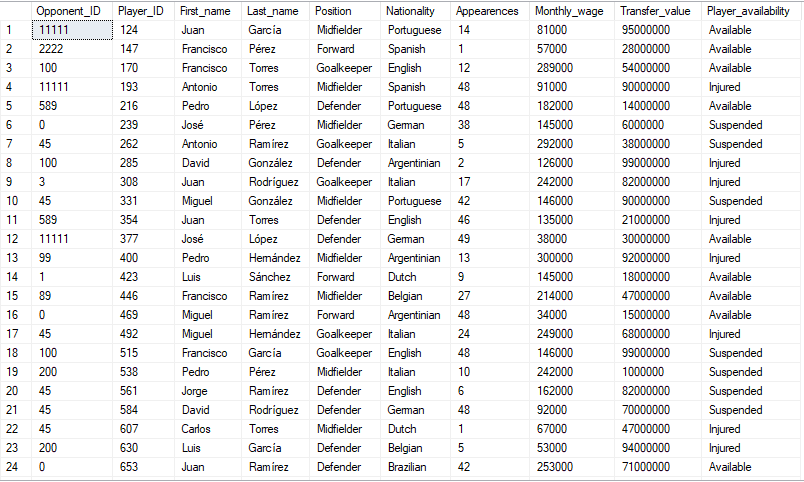 Opponent_ID Player_ID First_name Last_name Position Nationality Appearences Monthly_wage Transfer_value Player_availability
1 11111 124 Juan García Midfielder Portuguese 14 81000 95000000 Available
2 2222 147 Francisco Pérez Forward Spanish 1 57000 28000000 Available
3 100 170 Francisco Torres Goalkeeper English 12 289000 54000000 Available
4 11111 193 Antonio Torres Midfielder Spanish 48 91000 90000000 Injured
5 589 216 Pedro López Defender Portuguese 48 182000 14000000 Available
6 0 239 José Pérez Midfielder German 38 145000 6000000 Suspended
7 45 262 Antonio Ramírez Goalkeeper Italian 5 292000 38000000 Suspended
8 100 285 David González Defender Argentinian 2 126000 99000000 Injured
9 3 308 Juan Rodríguez Goalkeeper Italian 17 242000 82000000 Injured
10 45 331 Miguel González Midfielder Portuguese 42 146000 90000000 Suspended
11 589 354 Juan Torres Defender English 46 135000 21000000 Injured
12 11111 377 José López Defender German 49 38000 30000000 Available
13 99 400 Pedro Hernández Midfielder Argentinian 13 300000 92000000 Injured
14 1 423 Luis Sánchez Forward Dutch 9 145000 18000000 Available
15 89 446 Francisco Ramírez Midfielder Belgian 27 214000 47000000 Available
16 0 469 Miguel Ramírez Forward Argentinian 48 34000 15000000 Available
17 45 492 Miguel Hernández Goalkeeper Italian 24 249000 68000000 Injured
18 100 515 Francisco García Goalkeeper English 48 146000 99000000 Suspended
19 200 538 Pedro Pérez Midfielder Italian 10 242000 1000000 Suspended
20 45 561 Jorge Ramírez Defender English 6 162000 82000000 Suspended
21 45 584 David Rodríguez Defender German 48 92000 70000000 Suspended
22 45 607 Carlos Torres Midfielder Dutch 1 67000 47000000 Injured
23 200 630 Luis García Defender Belgian 5 53000 94000000 Injured
24 0 653 Juan Ramírez Defender Brazilian 42 253000 71000000 Available